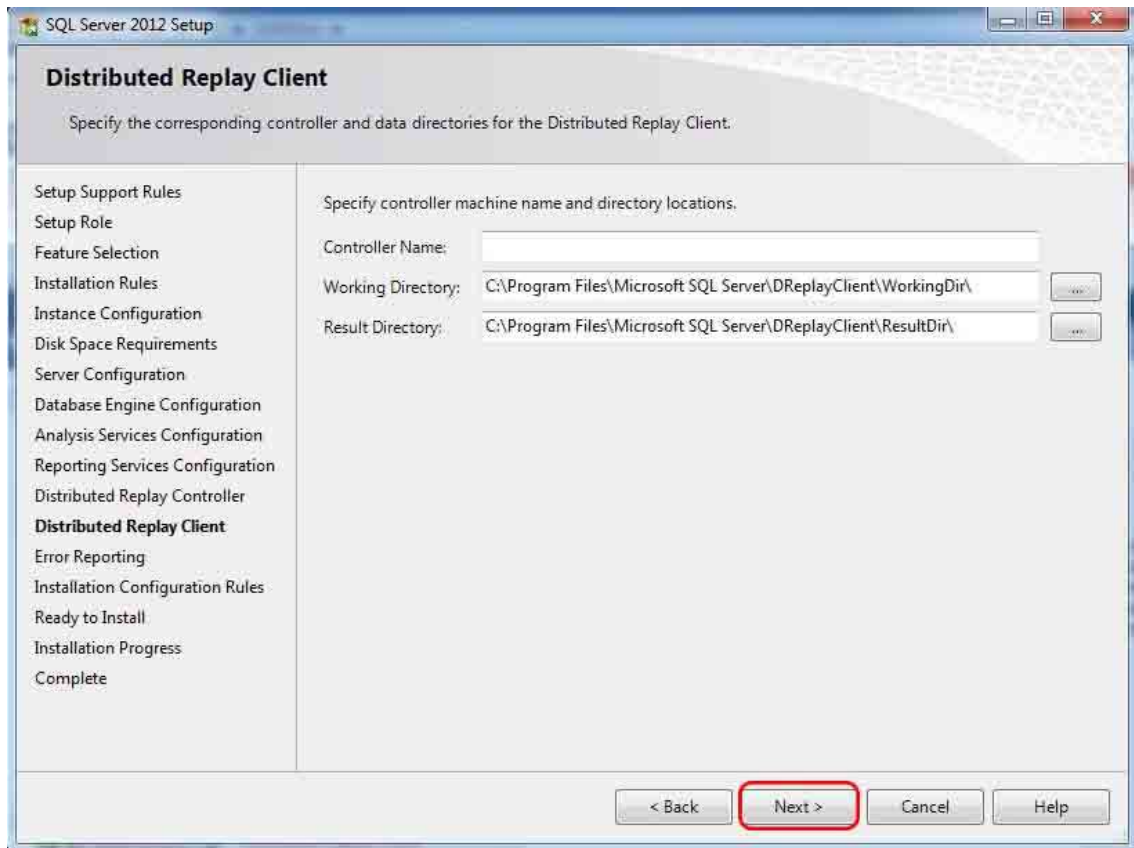 SQL Server 2012 Setup
Distributed Replay Client
Specify the corresponding controller and data directories for the Distributed Replay Client.
Setup Support Rules
Setup Role
Feature Selection
Installation Rules
Instance Configuration
Disk Space Requirements
Server Configuration
Database Engine Configuration
Analysis Services Configuration
Reporting Services Configuration
Distributed Replay Controller
Distributed Replay Client
Error Reporting
Installation Configuration Rules
Ready to Install
Installation Progress
Complete
Specify controller machine name and directory locations.
Controller Name:
Working Directory: C:\Program Files\Microsoft SQL Server\DReplayClient\WorkingDir\ ...
Result Directory: C:\Program Files\Microsoft SQL Server\DReplayClient\ResultDir\ ...
< Back Next > Cancel Help